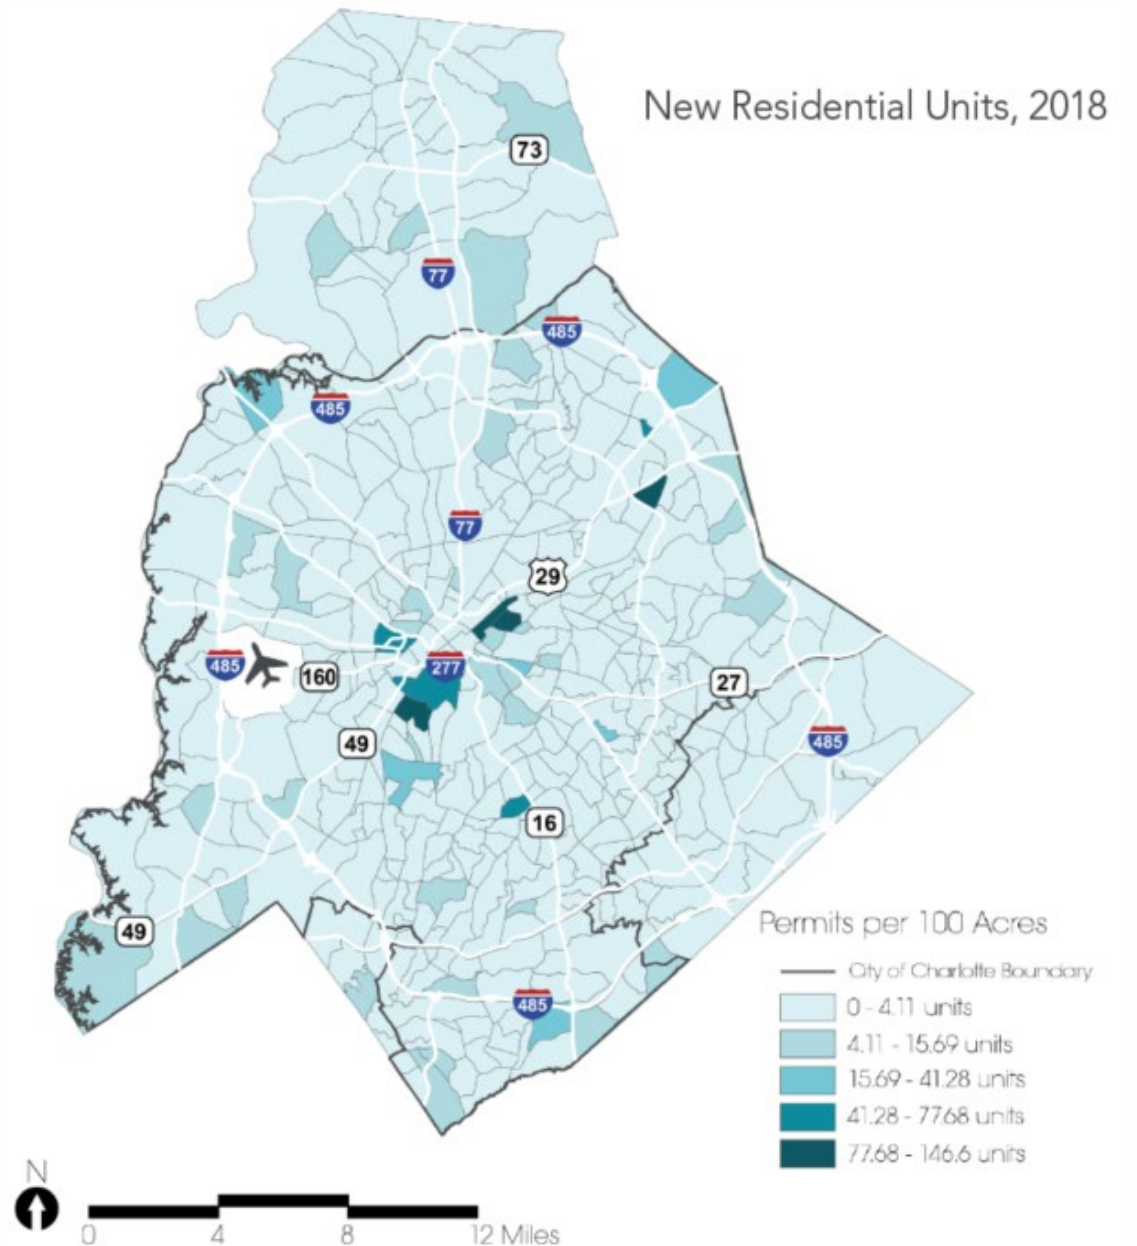 New Residential Units, 2018
73
77
485
485
77
29
485
160
277
27
49
485
16
49
485
Permits per 100 Acres
City of Charlotte Boundary
0 - 4.11 units
4.11 - 15.69 units
15.69 - 41.28 units
41.28 - 77.68 units
77.68 - 146.6 units
N
0 4 8 12 Miles